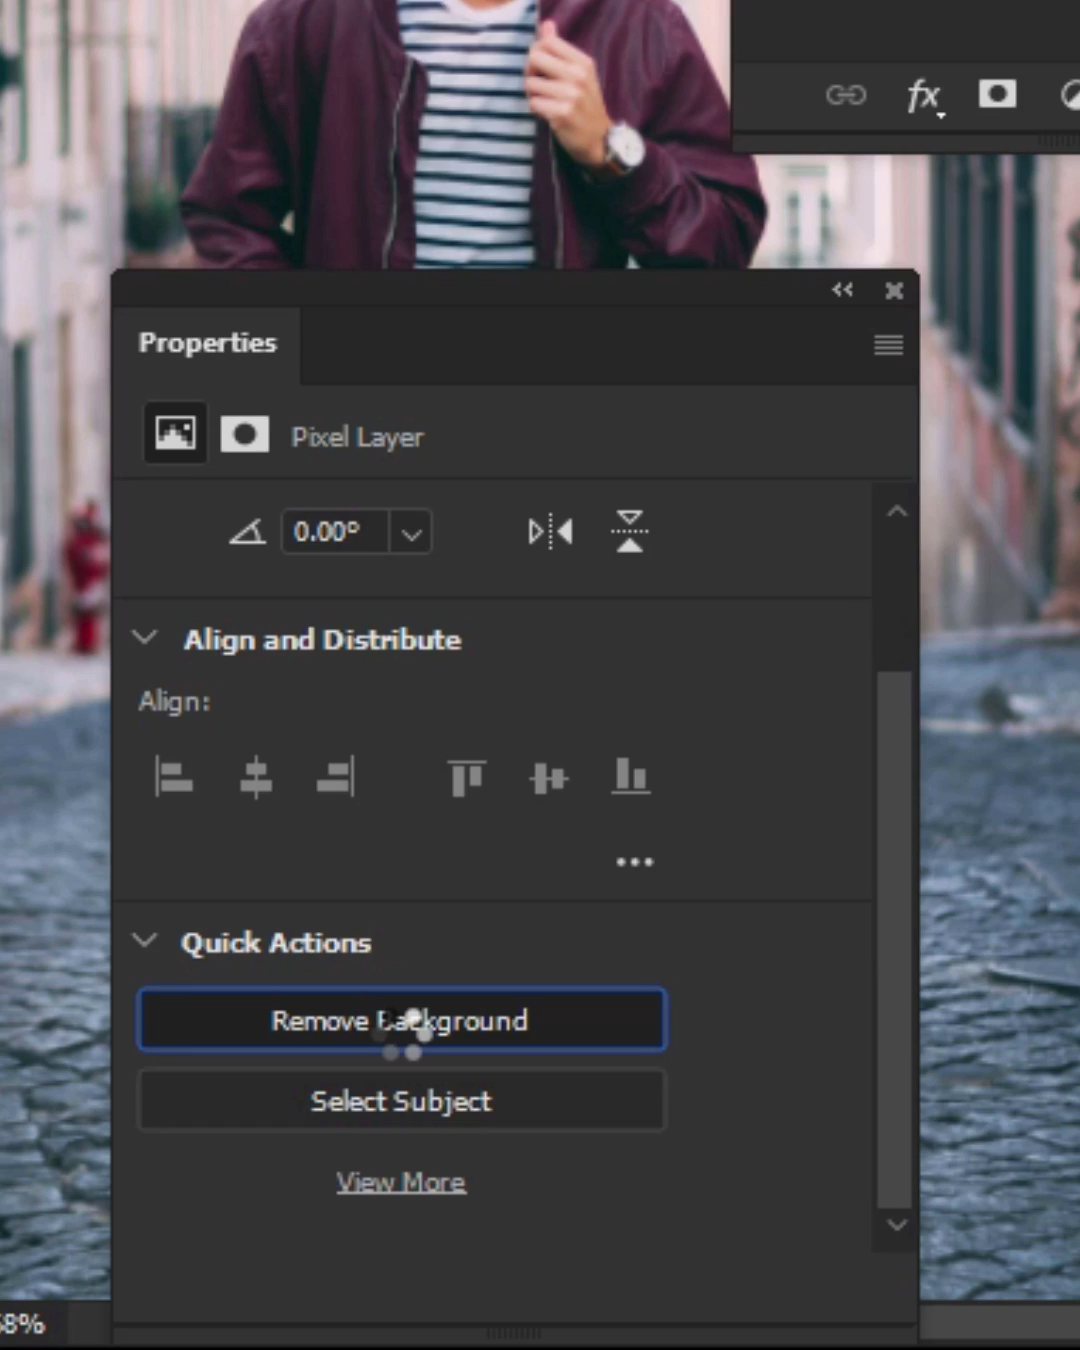 fx
Properties
Pixel Layer
0.00°
Align and Distribute
Align:
Quick Actions
Remove Background
Select Subject
View More